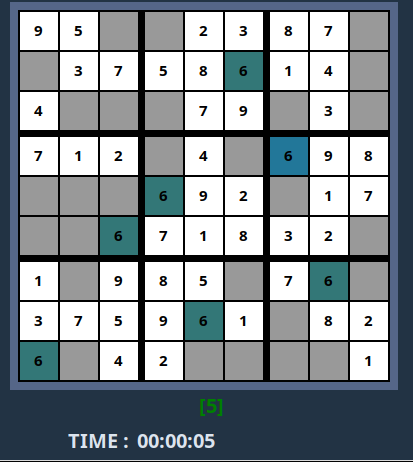 9 5 2 3 8 7
3 7 5 8 6 1 4
4 7 9 3
7 1 2 4 6 9 8
6 9 2 1 7
6 7 1 8 3 2
1 9 8 5 7 6
3 7 5 9 6 1 8 2
6 4 2 1
[5]
TIME : 00:00:05